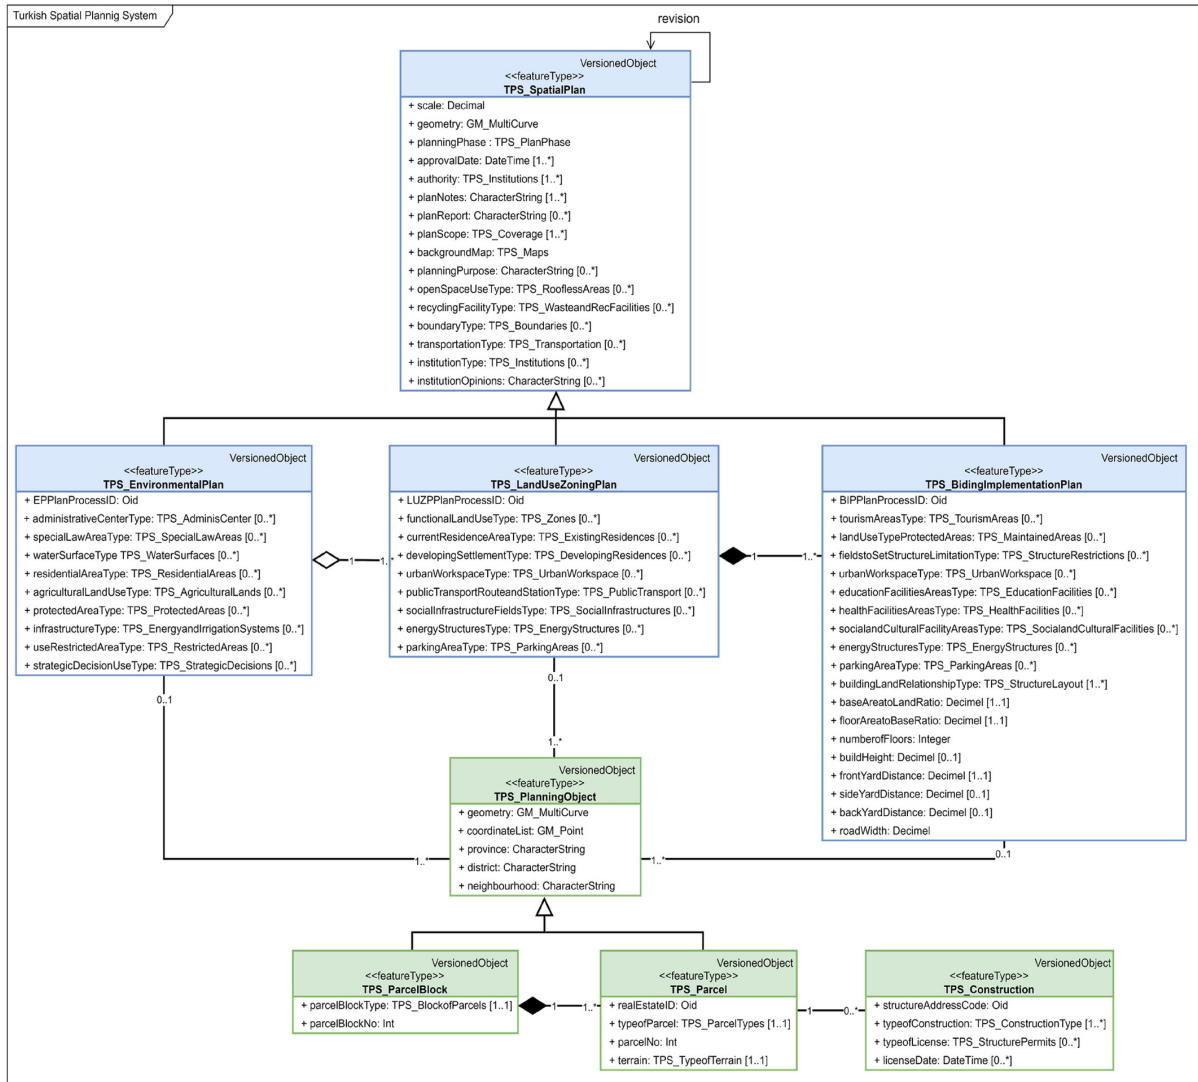 Turkish Spatial Plannig System
revision
VersionedObject
<<featureType>>
TPS_SpatialPlan
+ scale: Decimal
+ geometry: GM_MultiCurve
+ planningPhase : TPS_PlanPhase
+ approvalDate: DateTime [1..*]
+ authority: TPS_Institutions [1..*]
+ planNotes: CharacterString [1..*]
+ planReport: CharacterString [0..*]
+ planScope: TPS_Coverage [1..*]
+ backgroundMap: TPS_Maps
+ planningPurpose: CharacterString [0..*]
+ openSpaceUseType: TPS_RooflessAreas [0..*]
+ recyclingFacilityType: TPS_WasteandRecFacilities [0..*]
+ boundaryType: TPS_Boundaries [0..*]
+ transportationType: TPS_Transportation [0..*]
+ institutionType: TPS_Institutions [0..*]
+ institutionOpinions: CharacterString [0..*]
VersionedObject
<<featureType>>
TPS_EnvironmentalPlan
+ EPPlanProcessID: Oid
+ administrativeCenterType: TPS_AdminisCenter [0..*]
+ specialLawAreaType: TPS_SpecialLawAreas [0..*]
+ waterSurfaceType TPS_WaterSurfaces [0..*]
+ residentialAreaType: TPS_ResidentialAreas [0..*]
+ agriculturalLandUseType: TPS_AgriculturalLands [0..*]
+ protectedAreaType: TPS_ProtectedAreas [0..*]
+ infrastructureType: TPS_EnergyandIrrigationSystems [0..*]
+ useRestrictedAreaType: TPS_RestrictedAreas [0..*]
+ strategicDecisionUseType: TPS_StrategicDecisions [0..*]
1
1..*
VersionedObject
<<featureType>>
TPS_LandUseZoningPlan
+ LUZPPlanProcessID: Oid
+ functionalLandUseType: TPS_Zones [0..*]
+ currentResidenceAreaType: TPS_ExistingResidences [0..*]
+ developingSettlementType: TPS_DevelopingResidences [0..*]
+ urbanWorkspaceType: TPS_UrbanWorkspace [0..*]
+ publicTransportRouteandStationType: TPS_PublicTransport [0..*]
+ socialInfrastructureFieldsType: TPS_SocialInfrastructures [0..*]
+ energyStructuresType: TPS_EnergyStructures [0..*]
+ parkingAreaType: TPS_ParkingAreas [0..*]
1
1..*
VersionedObject
<<featureType>>
TPS_BidingImplementationPlan
+ BIPPlanProcessID: Oid
+ tourismAreasType: TPS_TourismAreas [0..*]
+ landUseTypeProtectedAreas: TPS_MaintainedAreas [0..*]
+ fieldstoSetStructureLimitationType: TPS_StructureRestrictions [0..*]
+ urbanWorkspaceType: TPS_UrbanWorkspace [0..*]
+ educationFacilitiesAreasType: TPS_EducationFacilities [0..*]
+ healthFacilitiesAreasType: TPS_HealthFacilities [0..*]
+ socialandCulturalFacilityAreasType: TPS_SocialandCulturalFacilities [0..*]
+ energyStructuresType: TPS_EnergyStructures [0..*]
+ parkingAreaType: TPS_ParkingAreas [0..*]
+ buildingLandRelationshipType: TPS_StructureLayout [1..*]
+ baseAreatoLandRatio: Decimel [1..1]
+ floorAreatoBaseRatio: Decimel [1..1]
+ numberofFloors: Integer
+ buildHeight: Decimel [0..1]
+ frontYardDistance: Decimel [1..1]
+ sideYardDistance: Decimel [0..1]
+ backYardDistance: Decimel [0..1]
+ roadWidth: Decimel
0..1
0..1
1..*
VersionedObject
<<featureType>>
TPS_PlanningObject
+ geometry: GM_MultiCurve
+ coordinateList: GM_Point
+ province: CharacterString
+ district: CharacterString
+ neighbourhood: CharacterString
1..*
1..*
0..1
VersionedObject
<<featureType>>
TPS_ParcelBlock
+ parcelBlockType: TPS_BlockofParcels [1..1]
+ parcelBlockNo: Int
1
1..*
VersionedObject
<<featureType>>
TPS_Parcel
+ realEstateID: Oid
+ typeofParcel: TPS_ParcelTypes [1..1]
+ parcelNo: Int
+ terrain: TPS_TypeofTerrain [1..1]
1
0..*
VersionedObject
<<featureType>>
TPS_Construction
+ structureAddressCode: Oid
+ typeofConstruction: TPS_ConstructionType [1..*]
+ typeofLicense: TPS_StructurePermits [0..*]
+ licenseDate: DateTime [0..*]